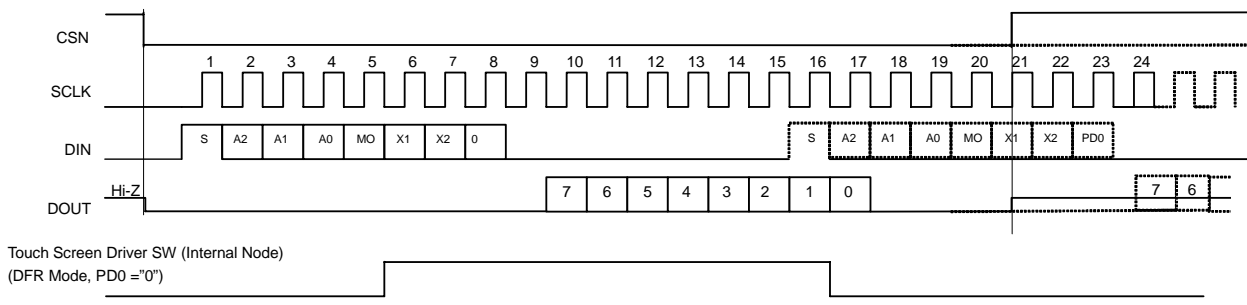 CSN
1 2 3 4 5 6 7 8 9 10 11 12 13 14 15 16 17 18 19 20 21 22 23 24
SCLK
DIN S A2 A1 A0 MO X1 X2 0 S A2 A1 A0 MO X1 X2 PD0
Hi-Z
DOUT 7 6 5 4 3 2 1 0 7 6
Touch Screen Driver SW (Internal Node)
(DFR Mode, PD0 ="0")